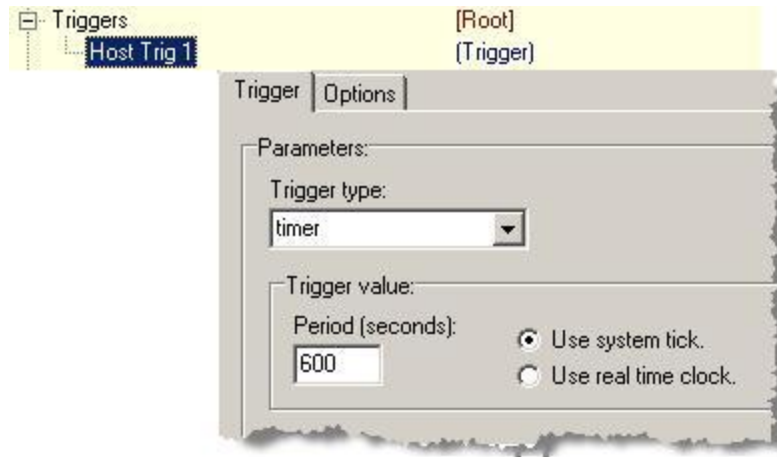 Triggers [Root]
Host Trig 1 (Trigger)
Trigger Options
Parameters:
Trigger type:
timer
Trigger value:
Period (seconds):
600
Use system tick.
Use real time clock.